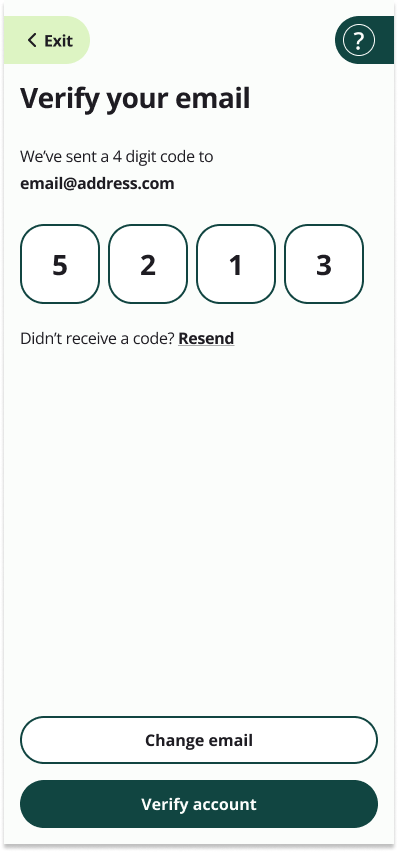 Exit
?
Verify your email
We’ve sent a 4 digit code to
email@address.com
5 2 1 3
Didn’t receive a code? Resend
Change email
Verify account